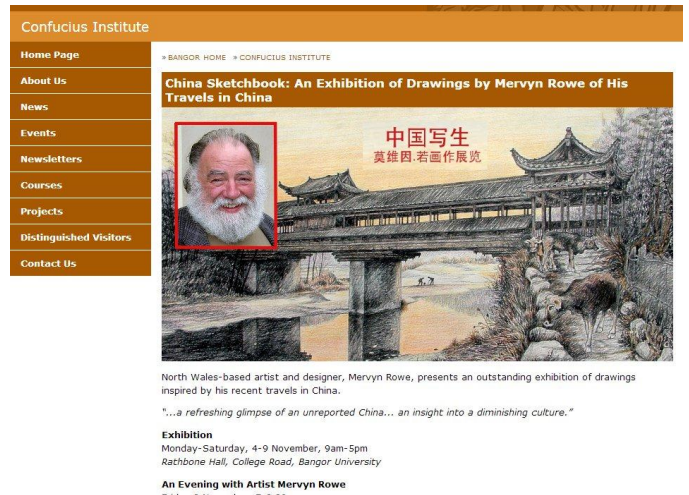 Confucius Institute
Home Page
About Us
News
Events
Newsletters
Courses
Projects
Distinguished Visitors
Contact Us
» BANGOR HOME » CONFUCIUS INSTITUTE
China Sketchbook: An Exhibition of Drawings by Mervyn Rowe of His
Travels in China
中国写生
莫雄因.若画作展览
North Wales-based artist and designer, Mervyn Rowe, presents an outstanding exhibition of drawings
inspired by his recent travels in China.
"...a refreshing glimpse of an unreported China... an insight into a diminishing culture."
Exhibition
Monday-Saturday, 4-9 November, 9am-5pm
Rathbone Hall, College Road, Bangor University
An Evening with Artist Mervyn Rowe